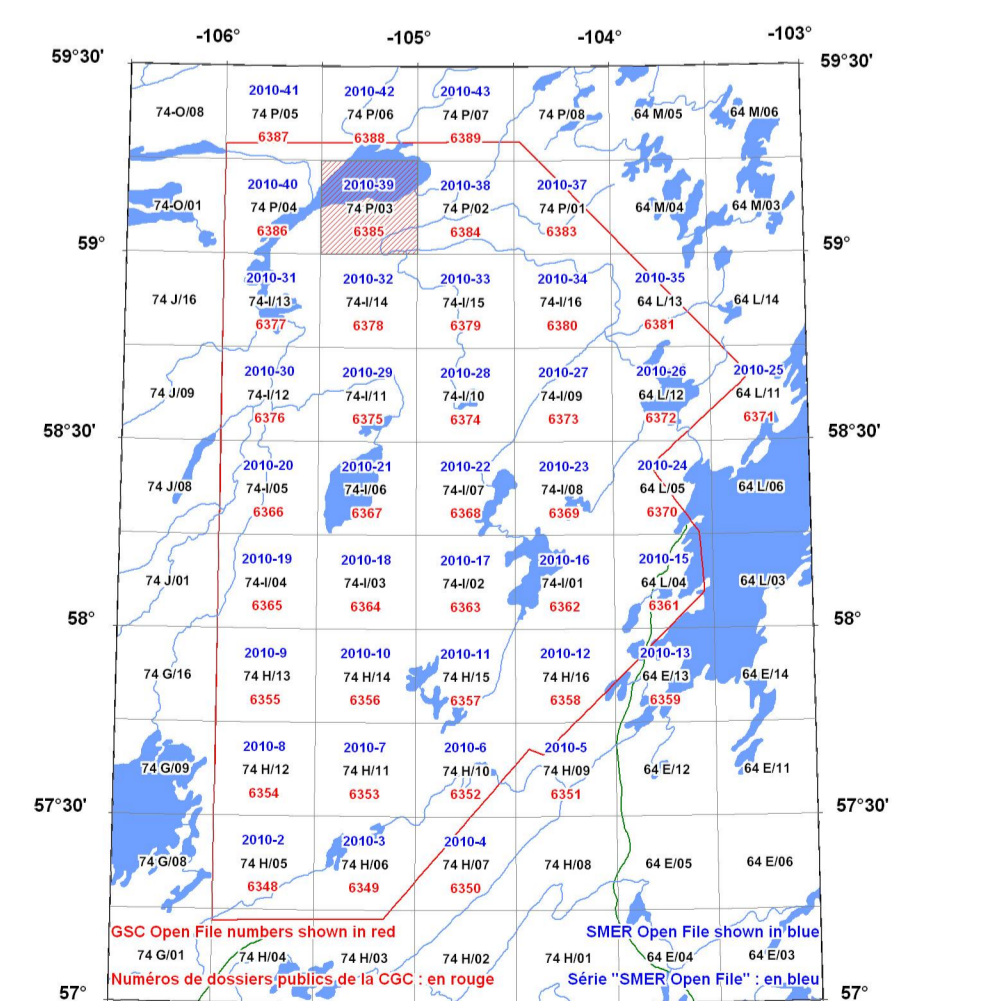 -106° -105° -104° -103°
59°30' 59°30'
2010-41 2010-42 2010-43
74-O/08 74 P/05 74 P/06 74 P/07 74 P/08 64 M/05 64 M/06
6387 6388 6389
2010-40 2010-39 2010-38 2010-37
74-O/01 74 P/04 74 P/03 74 P/02 74 P/01 64 M/04 64 M/03
6386 6385 6384 6383
59° 59°
2010-31 2010-32 2010-33 2010-34 2010-35
74 J/16 74-I/13 74-I/14 74-I/15 74-I/16 64 L/13 64 L/14
6377 6378 6379 6380 6381
2010-30 2010-29 2010-28 2010-27 2010-26 2010-25
74 J/09 74-I/12 74-I/11 74-I/10 74-I/09 64 L/12 64 L/11
6376 6375 6374 6373 6372 6371
58°30' 58°30'
2010-20 2010-21 2010-22 2010-23 2010-24
74 J/08 74-I/05 74-I/06 74-I/07 74-I/08 64 L/05 64 L/06
6366 6367 6368 6369 6370
2010-19 2010-18 2010-17 2010-16 2010-15
74 J/01 74-I/04 74-I/03 74-I/02 74-I/01 64 L/04 64 L/03
6365 6364 6363 6362 6361
58° 58°
2010-9 2010-10 2010-11 2010-12 2010-13
74 G/16 74 H/13 74 H/14 74 H/15 74 H/16 64 E/13 64 E/14
6355 6356 6357 6358 6359
2010-8 2010-7 2010-6 2010-5
74 G/09 74 H/12 74 H/11 74 H/10 74 H/09 64 E/12 64 E/11
6354 6353 6352 6351
57°30' 57°30'
2010-2 2010-3 2010-4
74 G/08 74 H/05 74 H/06 74 H/07 74 H/08 64 E/05 64 E/06
6348 6349 6350
GSC Open File numbers shown in red SMER Open File shown in blue
74 G/01 74 H/04 74 H/03 74 H/02 74 H/01 64 E/04 64 E/03
Numéros de dossiers publics de la CGC : en rouge Série "SMER Open File" : en bleu
57° 57°